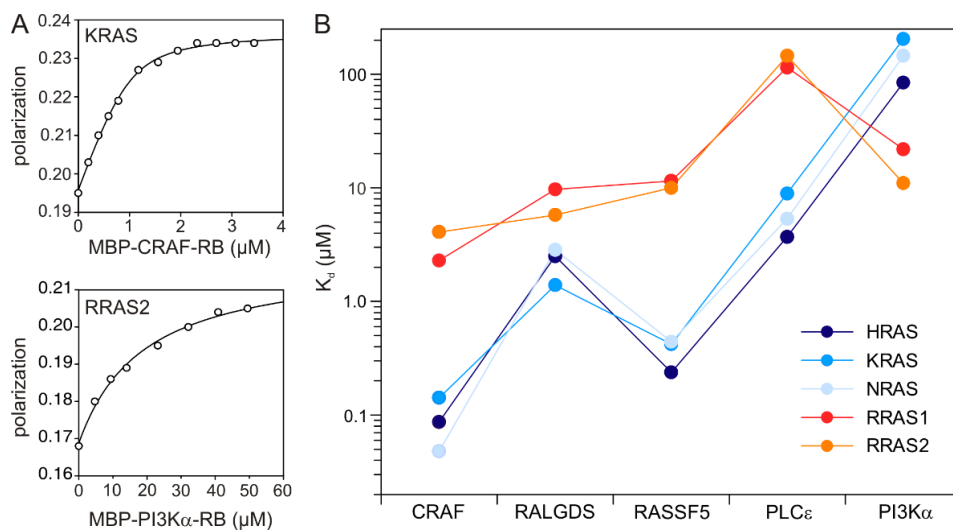 A
KRAS
0.24
0.23
0.22
0.21
0.20
0.19
polarization
0 1 2 3 4
MBP-CRAF-RB (µM)
RRAS2
0.21
0.20
0.19
0.18
0.17
0.16
polarization
0 10 20 30 40 50 60
MBP-PI3Kα-RB (µM)
B
100
10
1.0
0.1
Kd (µM)
HRAS
KRAS
NRAS
RRAS1
RRAS2
CRAF RALGDS RASSF5 PLCε PI3Kα